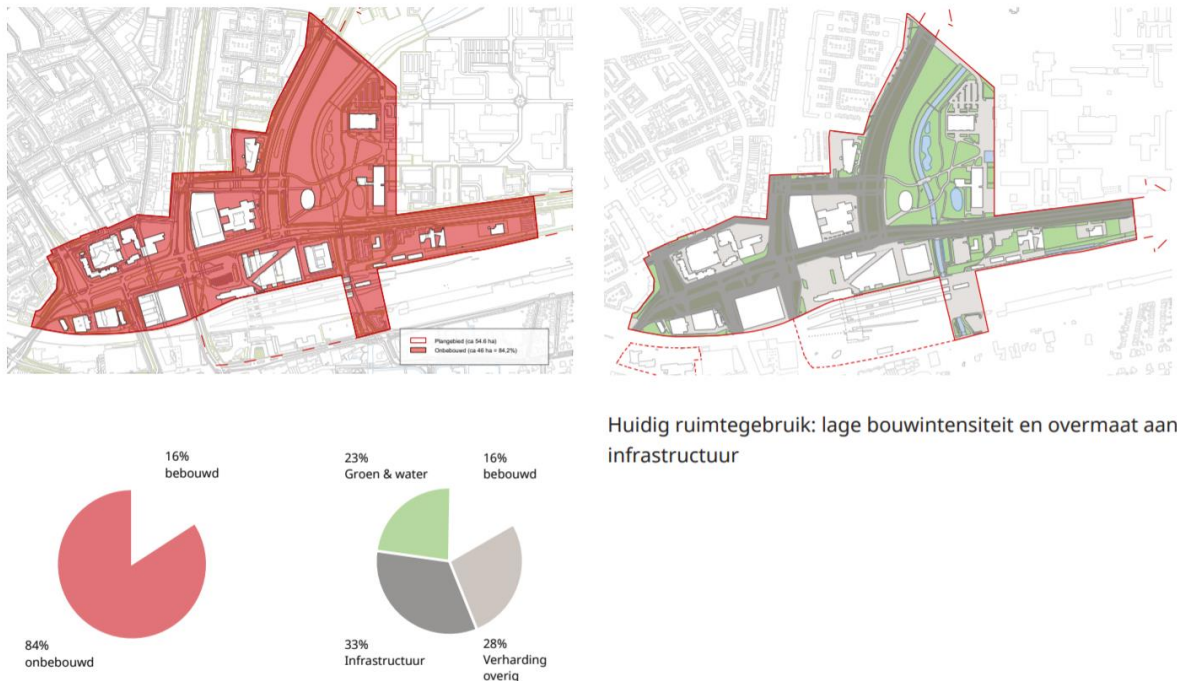 Plangebied (ca 54.6 ha)
Onbebouwd (ca 46 ha = 84.2%)
16%
bebouwd
84%
onbebouwd
23%
Groen & water
16%
bebouwd
33%
Infrastructuur
28%
Verharding
overig
Huidig ruimtegebruik: lage bouwintensiteit en overmaat aan
infrastructuur